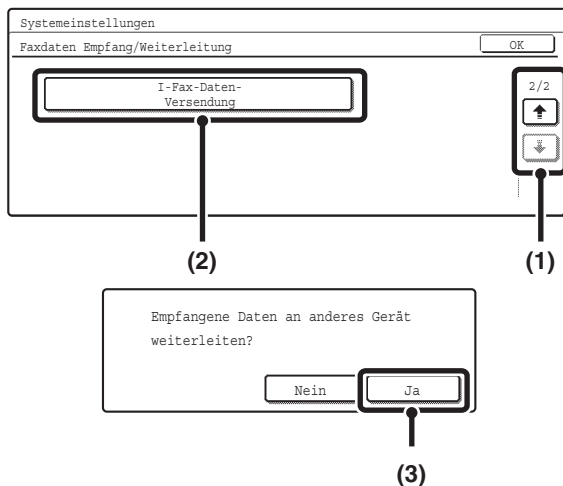 Systemeinstellungen
Faxdaten Empfang/Weiterleitung
OK
I-Fax-Daten-
Versendung
2/2
(2)
(1)
Empfangene Daten an anderes Gerät
weiterleiten?
Nein
Ja
(3)